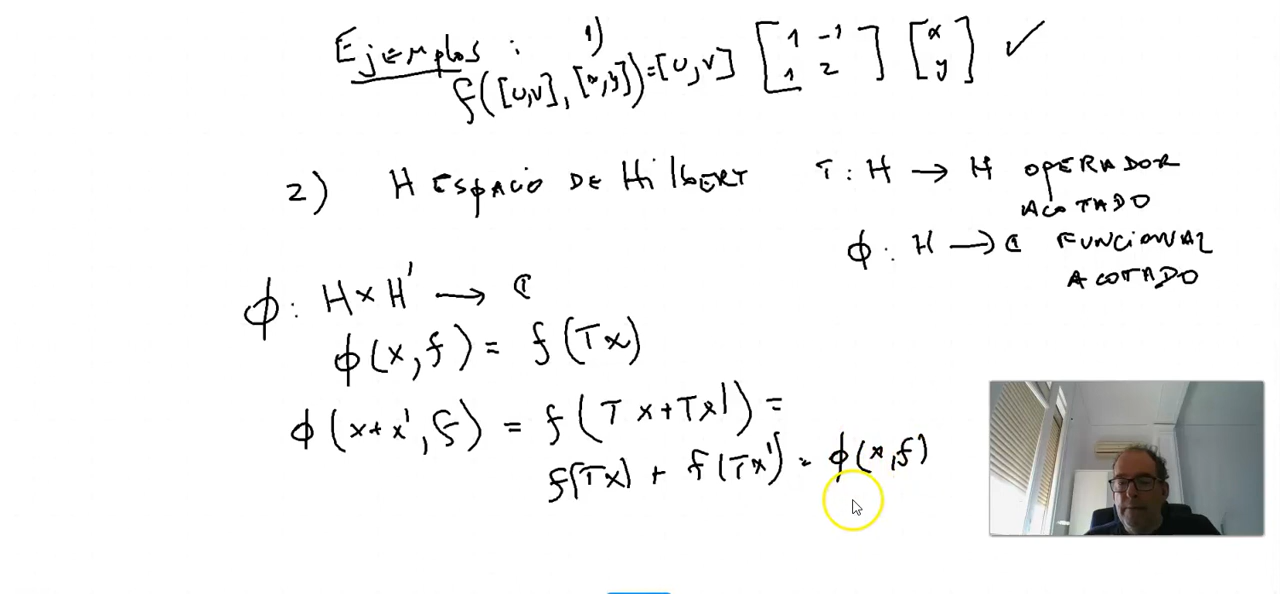 Ejemplos : 1)
f([u,v], [x,y]) = [u,v] [1 -1 1 2] [x y] ✓
2) H ESPACIO DE HilbERT T : H → H OPERADOR ACOTADO
ϕ : H → ℂ FUNCIONAL ACOTADO
ϕ : H × H' → ℂ
ϕ(x,f) = f(Tx)
ϕ(x+x',f) = f(Tx+Tx') =
f(Tx) + f(Tx') = ϕ(x,f)